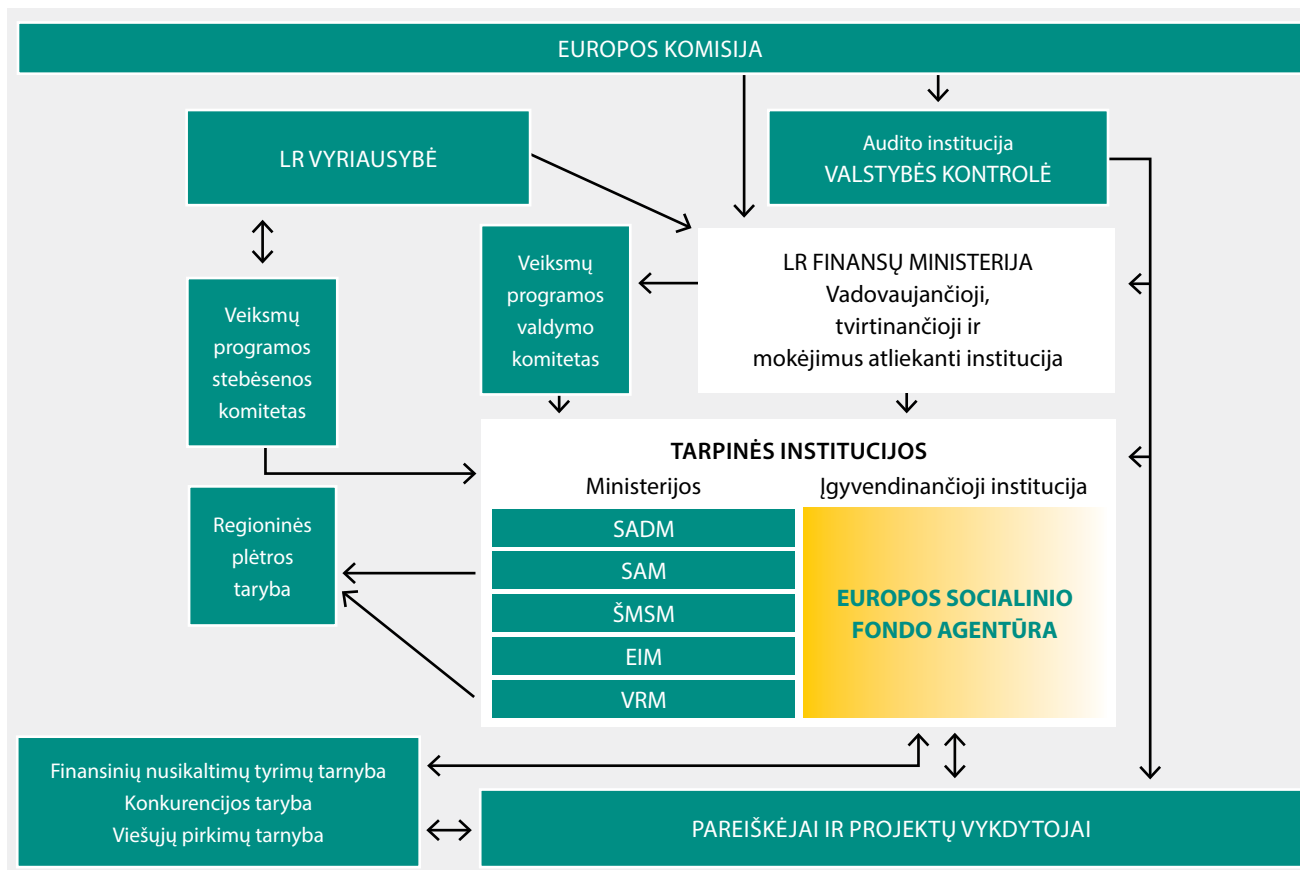 EUROPOS KOMISIJA
LR VYRIAUSYBĖ
Audito institucija
VALSTYBĖS KONTROLĖ
Veiksmų
programos
valdymo
komitetas
LR FINANSŲ MINISTERIJA
Vadovaujančioji,
tvirtinančioji ir
mokėjimus atliekanti institucija
Veiksmų
programos
stebėsenos
komitetas
TARPINĖS INSTITUCIJOS
Ministerijos
Įgyvendinančioji institucija
SADM
SAM
ŠMSM
EIM
VRM
EUROPOS SOCIALINIO
FONDO AGENTŪRA
Regioninės
plėtros
taryba
Finansinių nusikaltimų tyrimų tarnyba
Konkurencijos taryba
Viešųjų pirkimų tarnyba
PAREIŠKĖJAI IR PROJEKTŲ VYKDYTOJAI